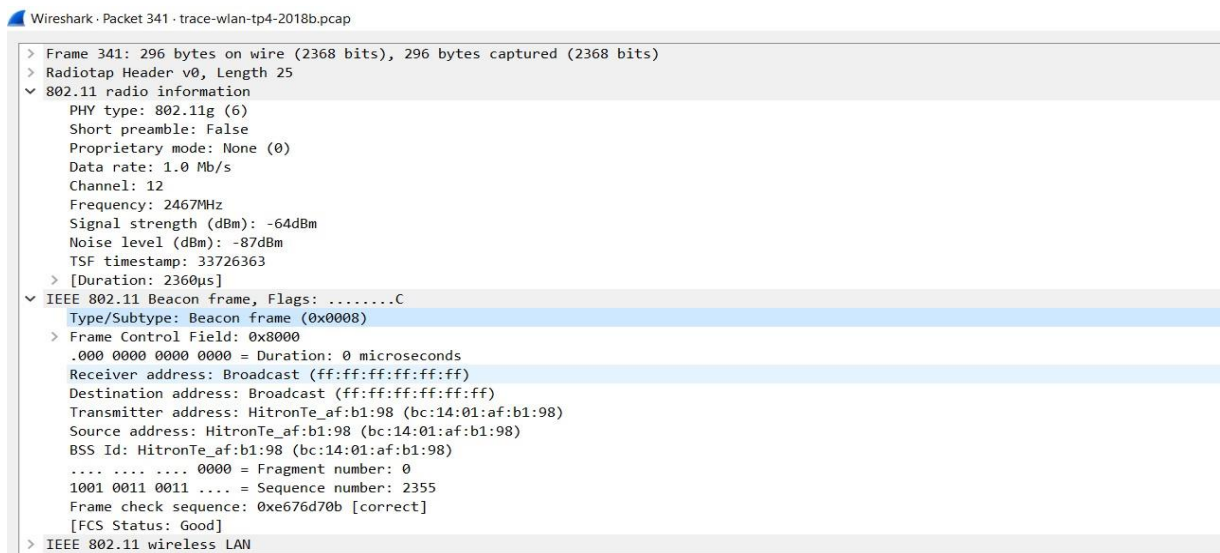 Wireshark · Packet 341 · trace-wlan-tp4-2018b.pcap
> Frame 341: 296 bytes on wire (2368 bits), 296 bytes captured (2368 bits)
> Radiotap Header v0, Length 25
∨ 802.11 radio information
PHY type: 802.11g (6)
Short preamble: False
Proprietary mode: None (0)
Data rate: 1.0 Mb/s
Channel: 12
Frequency: 2467MHz
Signal strength (dBm): -64dBm
Noise level (dBm): -87dBm
TSF timestamp: 33726363
> [Duration: 2360µs]
∨ IEEE 802.11 Beacon frame, Flags: ........C
Type/Subtype: Beacon frame (0x0008)
> Frame Control Field: 0x8000
.000 0000 0000 0000 = Duration: 0 microseconds
Receiver address: Broadcast (ff:ff:ff:ff:ff:ff)
Destination address: Broadcast (ff:ff:ff:ff:ff:ff)
Transmitter address: HitronTe_af:b1:98 (bc:14:01:af:b1:98)
Source address: HitronTe_af:b1:98 (bc:14:01:af:b1:98)
BSS Id: HitronTe_af:b1:98 (bc:14:01:af:b1:98)
.... .... .... 0000 = Fragment number: 0
1001 0011 0011 .... = Sequence number: 2355
Frame check sequence: 0xe676d70b [correct]
[FCS Status: Good]
> IEEE 802.11 wireless LAN